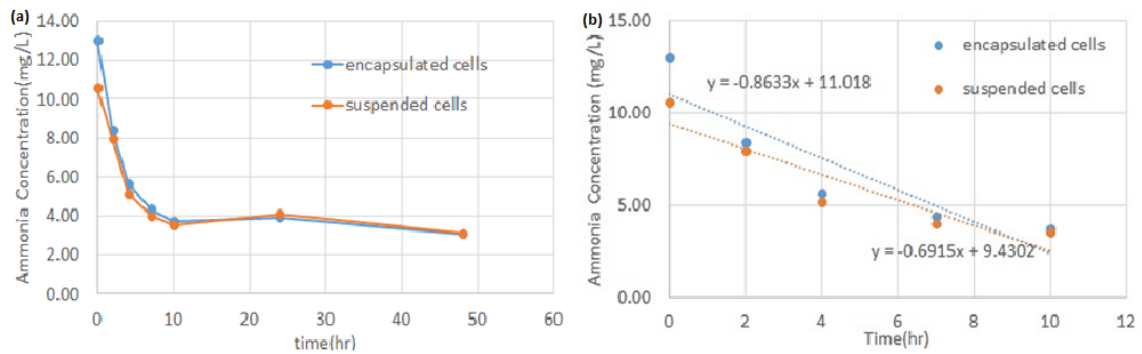 (a)
14.00
12.00
10.00
8.00
6.00
4.00
2.00
0.00
Ammonia Concentration(mg/L)
encapsulated cells
suspended cells
0 10 20 30 40 50 60
time(hr)
(b)
15.00
10.00
5.00
0.00
Ammonia Concentration (mg/L)
encapsulated cells
y = -0.8633x + 11.018
suspended cells
y = -0.6915x + 9.4302
0 2 4 6 8 10 12
Time(hr)